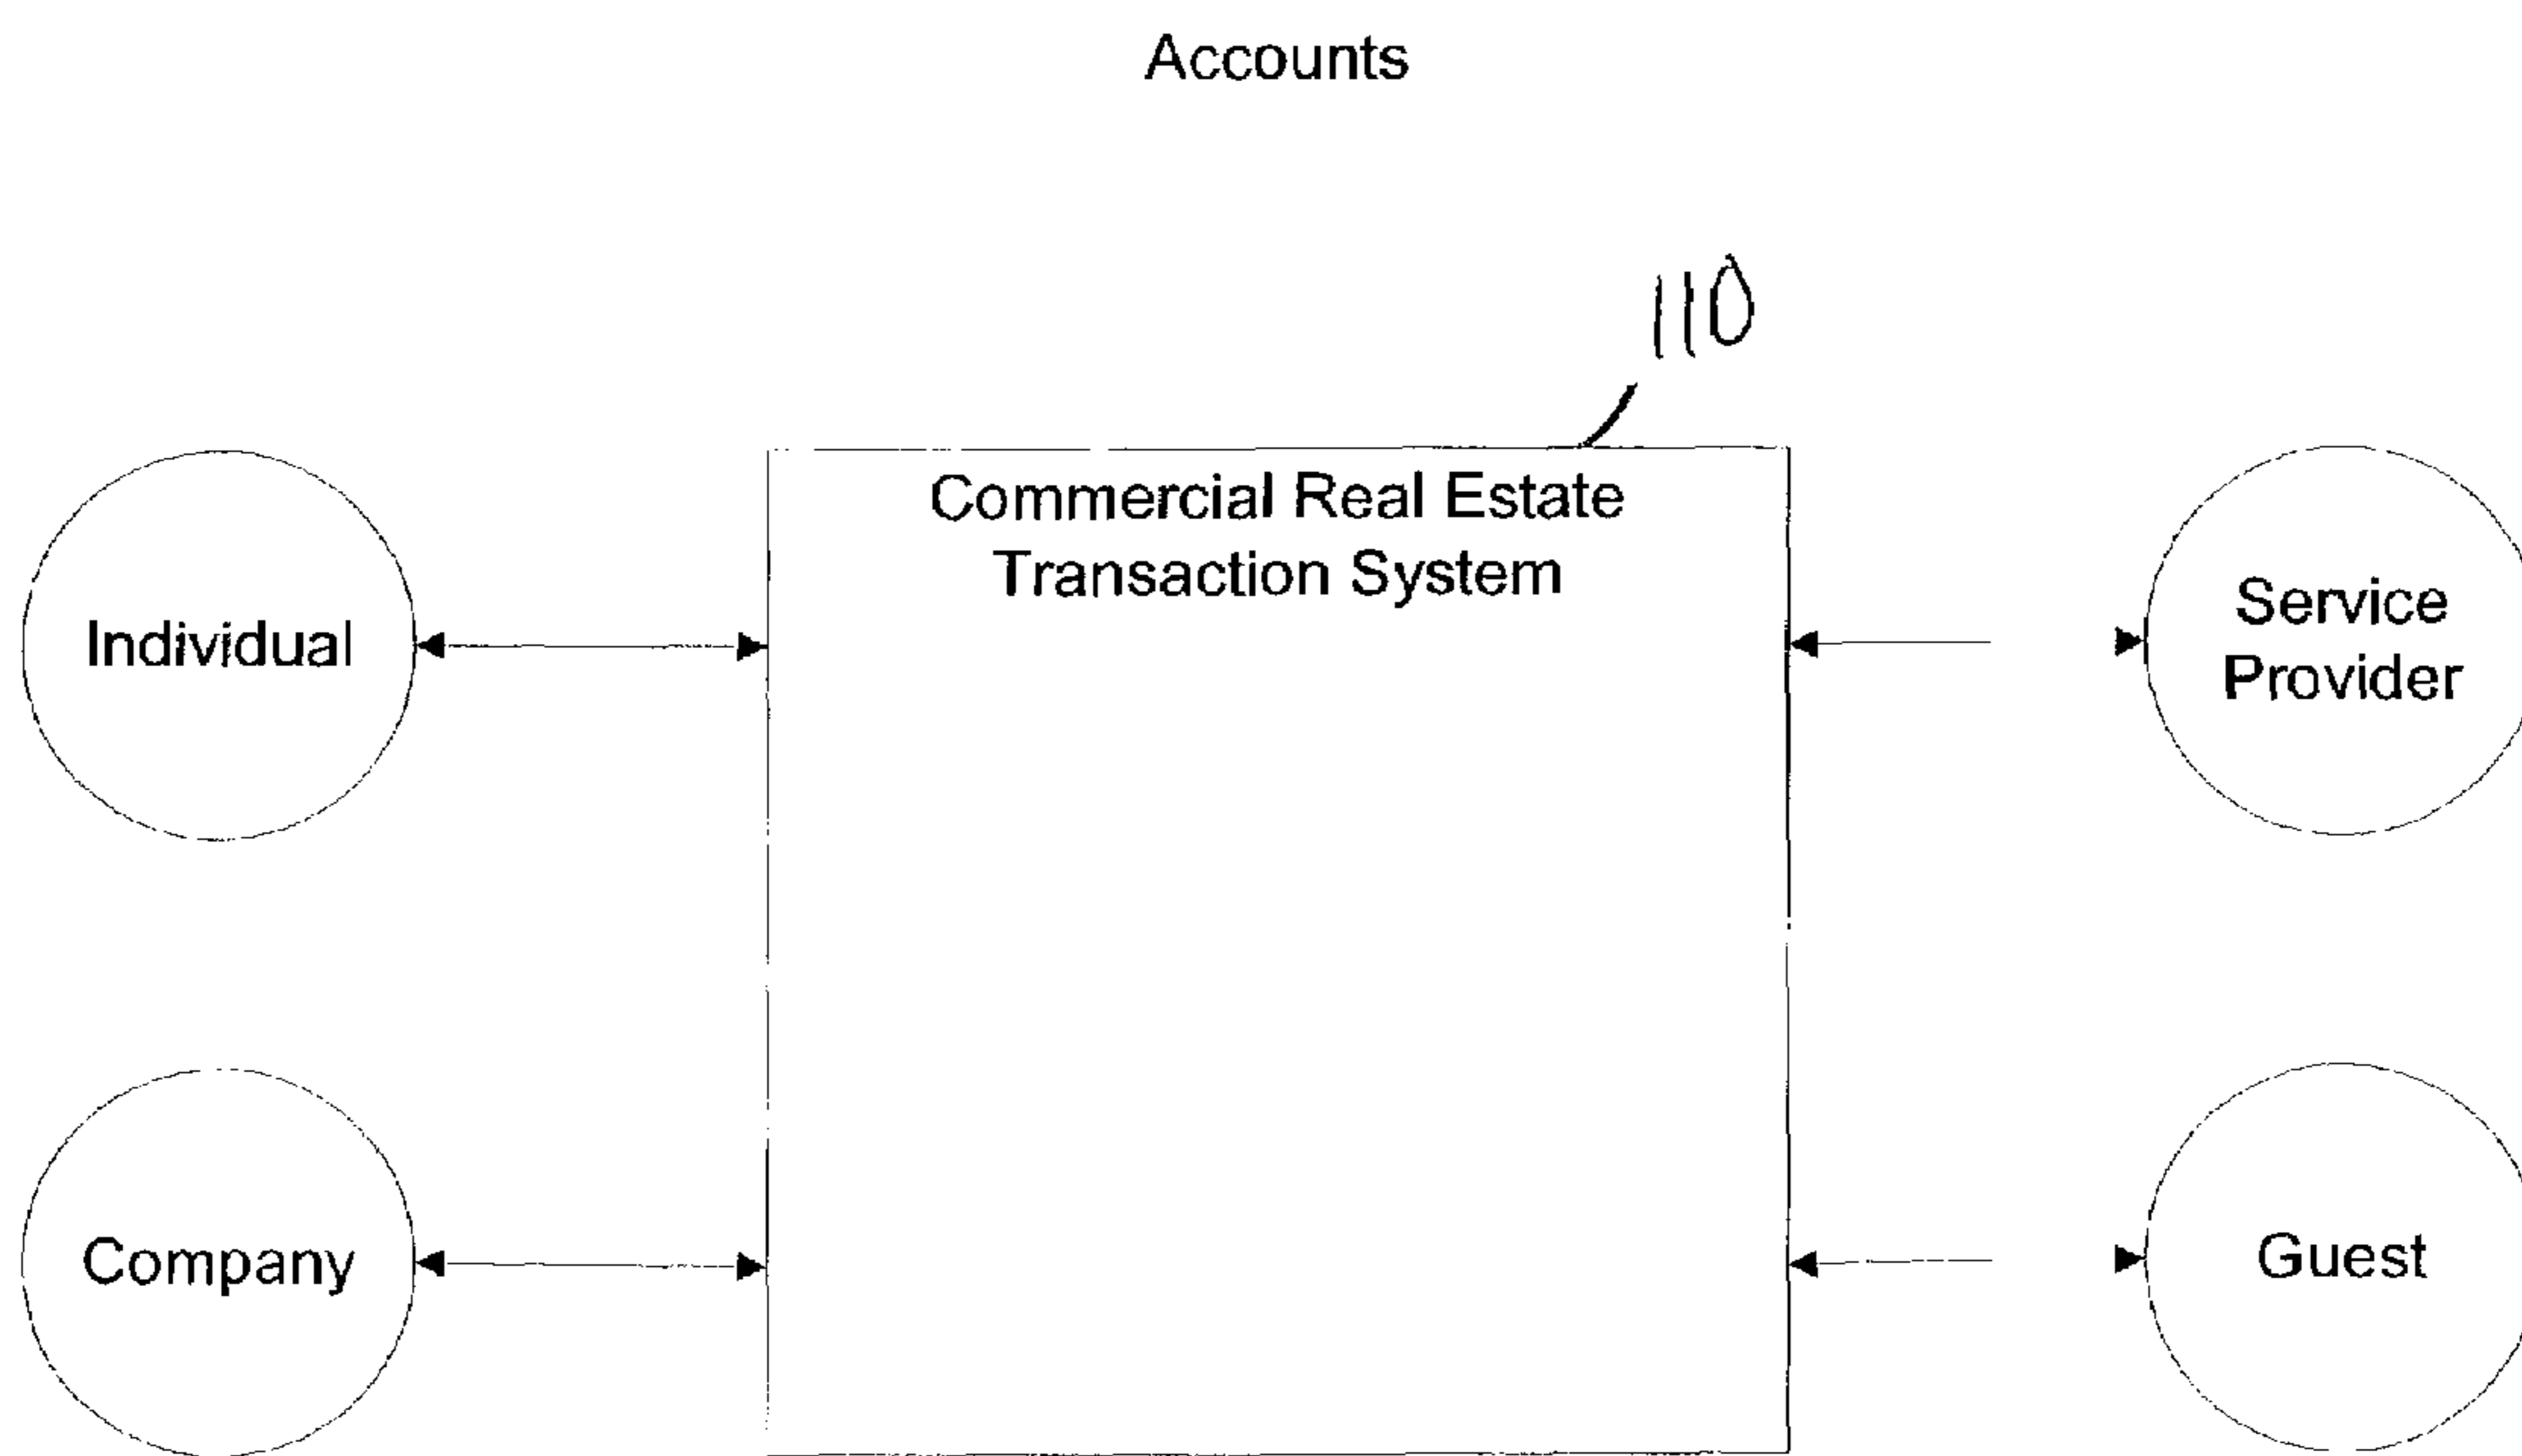 Accounts
110
Commercial Real Estate
Transaction System
Individual
Service
Provider
Company
Guest